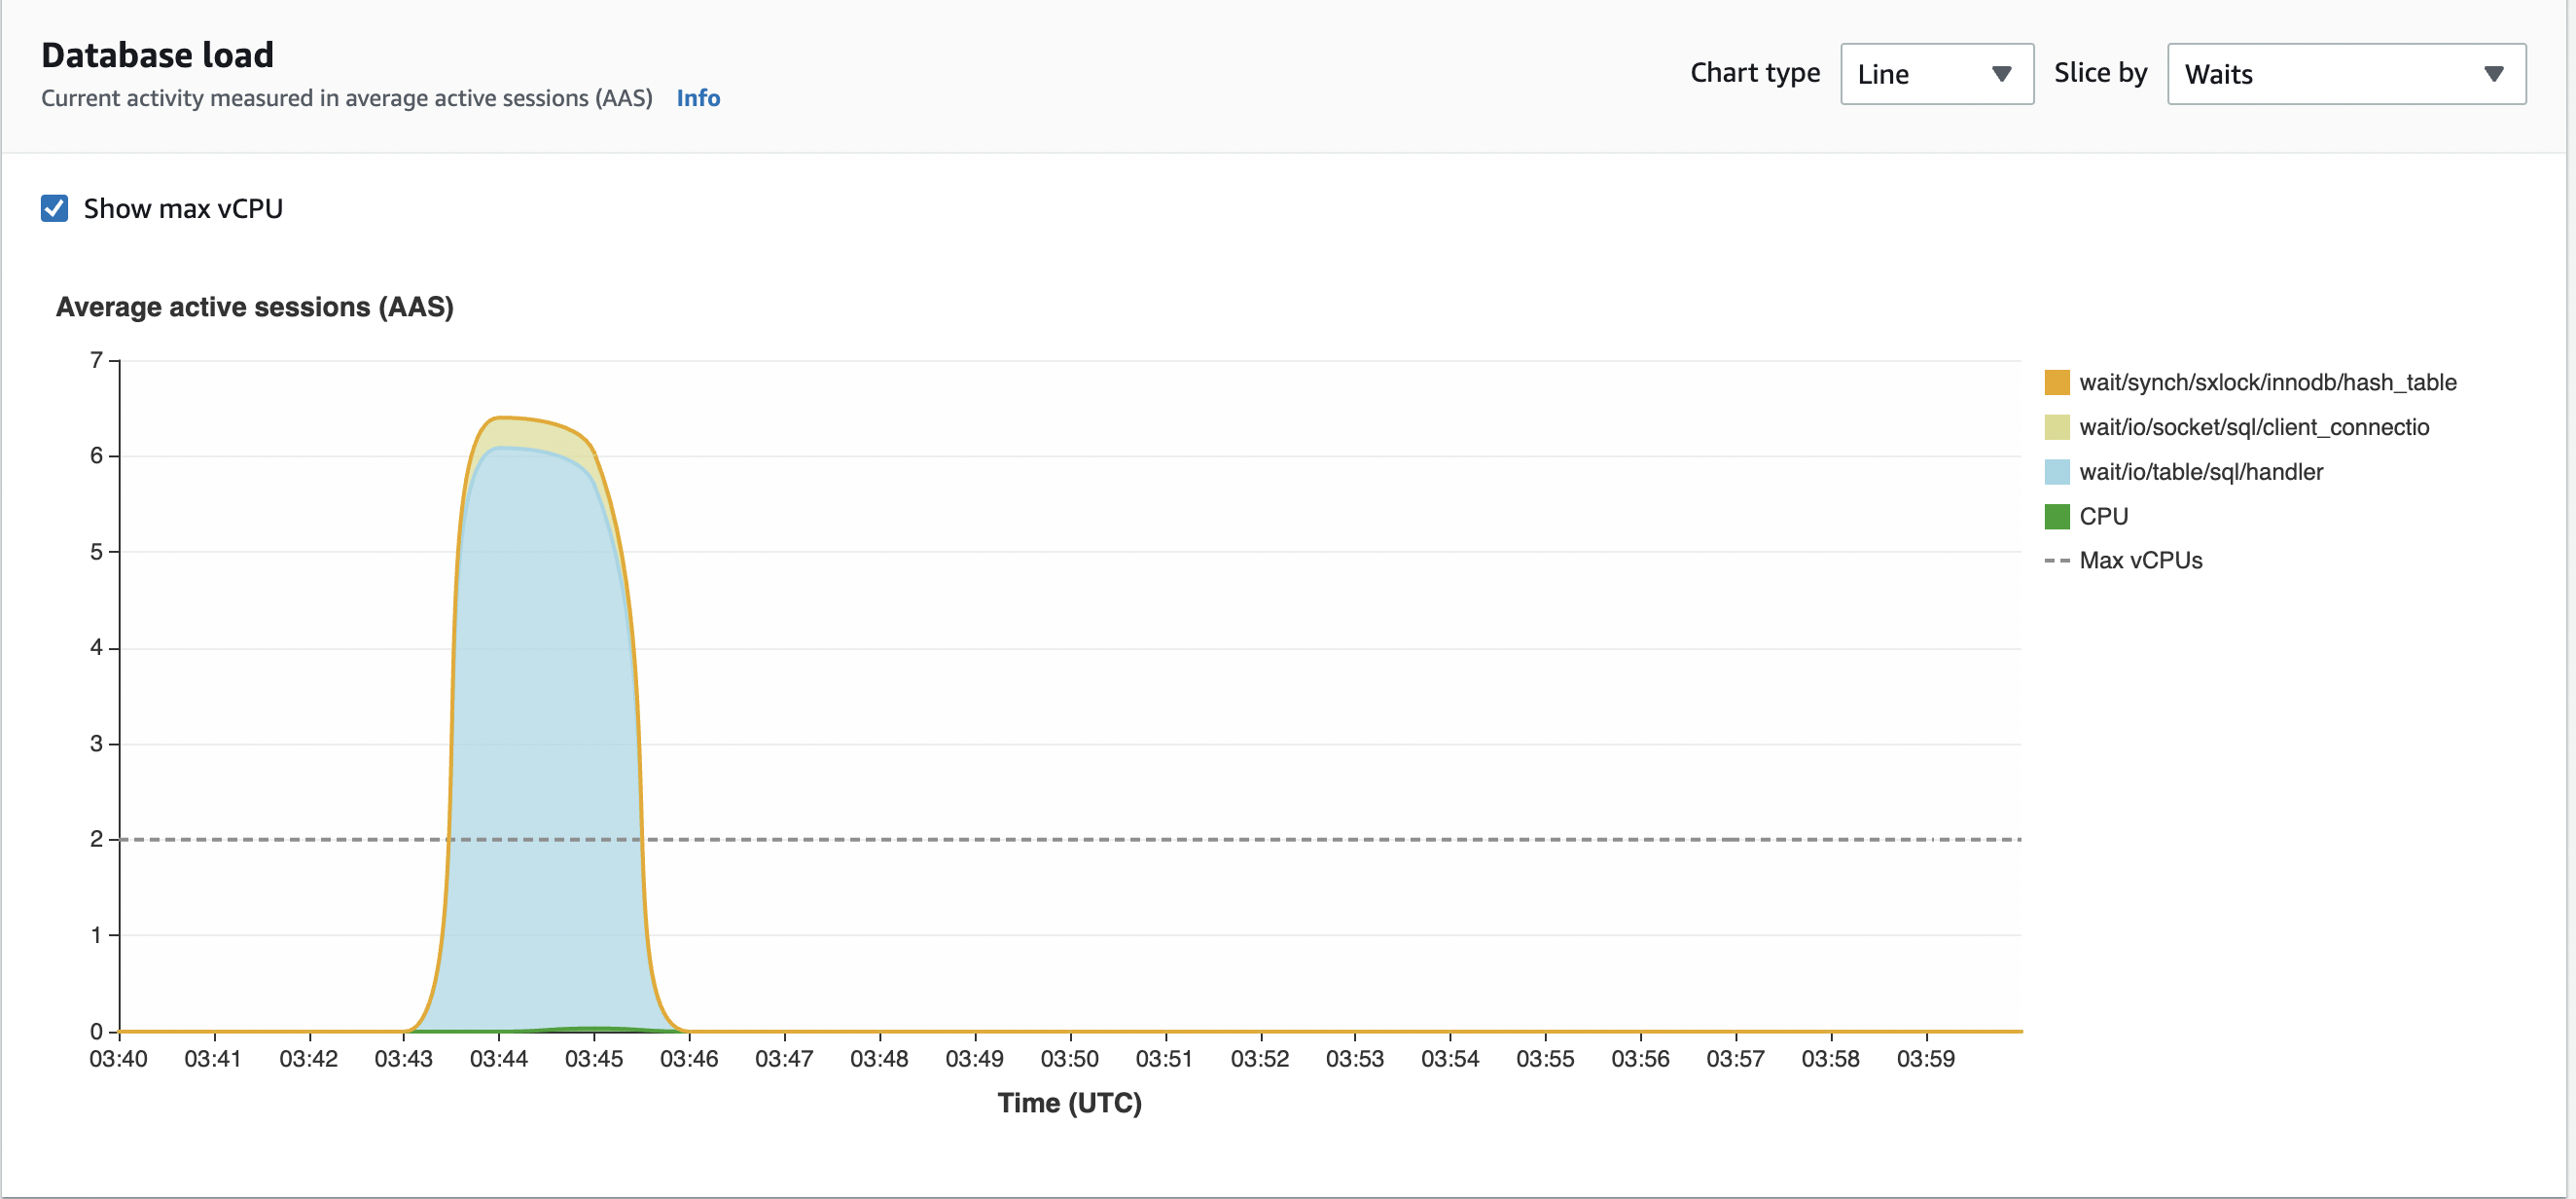 Database load
Current activity measured in average active sessions (AAS) Info
Chart type Line Slice by Waits
Show max vCPU
Average active sessions (AAS)
7
6
5
4
3
2
1
0
wait/synch/sxlock/innodb/hash_table
wait/io/socket/sql/client_connectio
wait/io/table/sql/handler
CPU
Max vCPUs
03:40 03:41 03:42 03:43 03:44 03:45 03:46 03:47 03:48 03:49 03:50 03:51 03:52 03:53 03:54 03:55 03:56 03:57 03:58 03:59
Time (UTC)